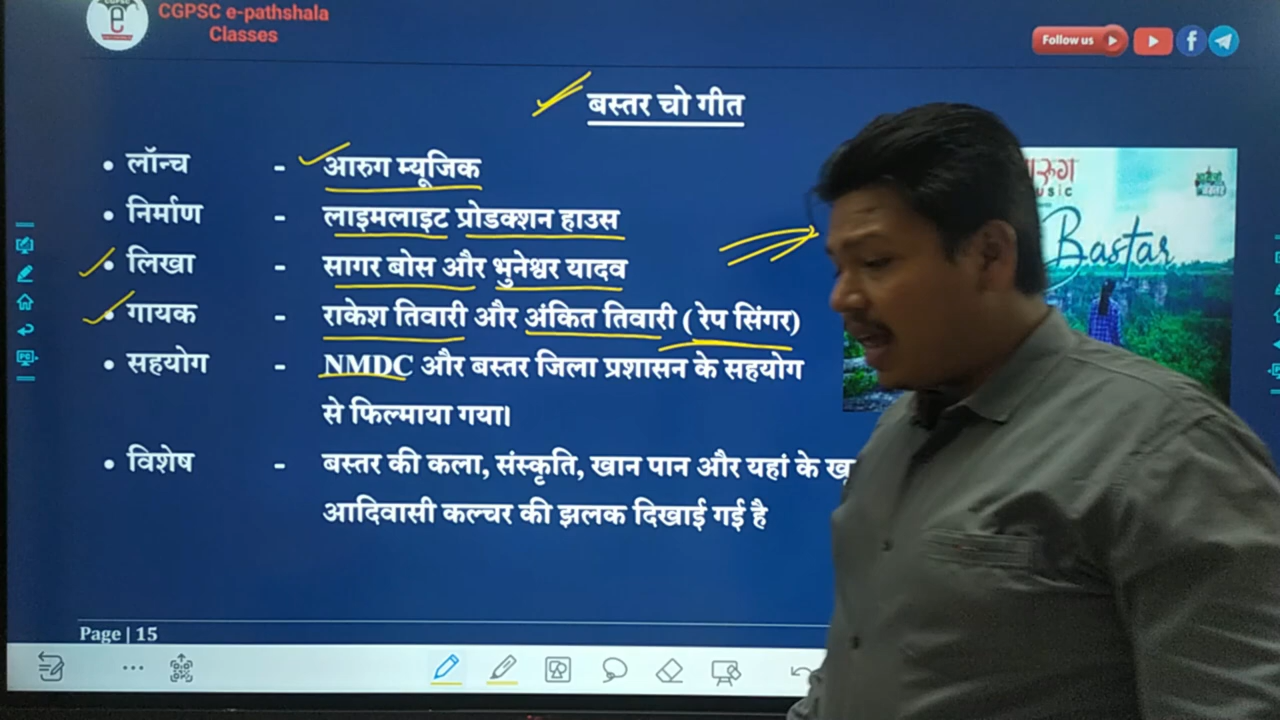 CGPSC e-pathshala
Classes
CGPSC
e
Follow us
बस्तर चो गीत
• लॉन्च - आरुग म्यूजिक
• निर्माण - लाइमलाइट प्रोडक्शन हाउस
• लिखा - सागर बोस और भुनेश्वर यादव
• गायक - राकेश तिवारी और अंकित तिवारी ( रेप सिंगर)
• सहयोग - NMDC और बस्तर जिला प्रशासन के सहयोग
से फिल्माया गया।
• विशेष - बस्तर की कला, संस्कृति, खान पान और यहां के
आदिवासी कल्चर की झलक दिखाई गई है
Bastar
Page | 15